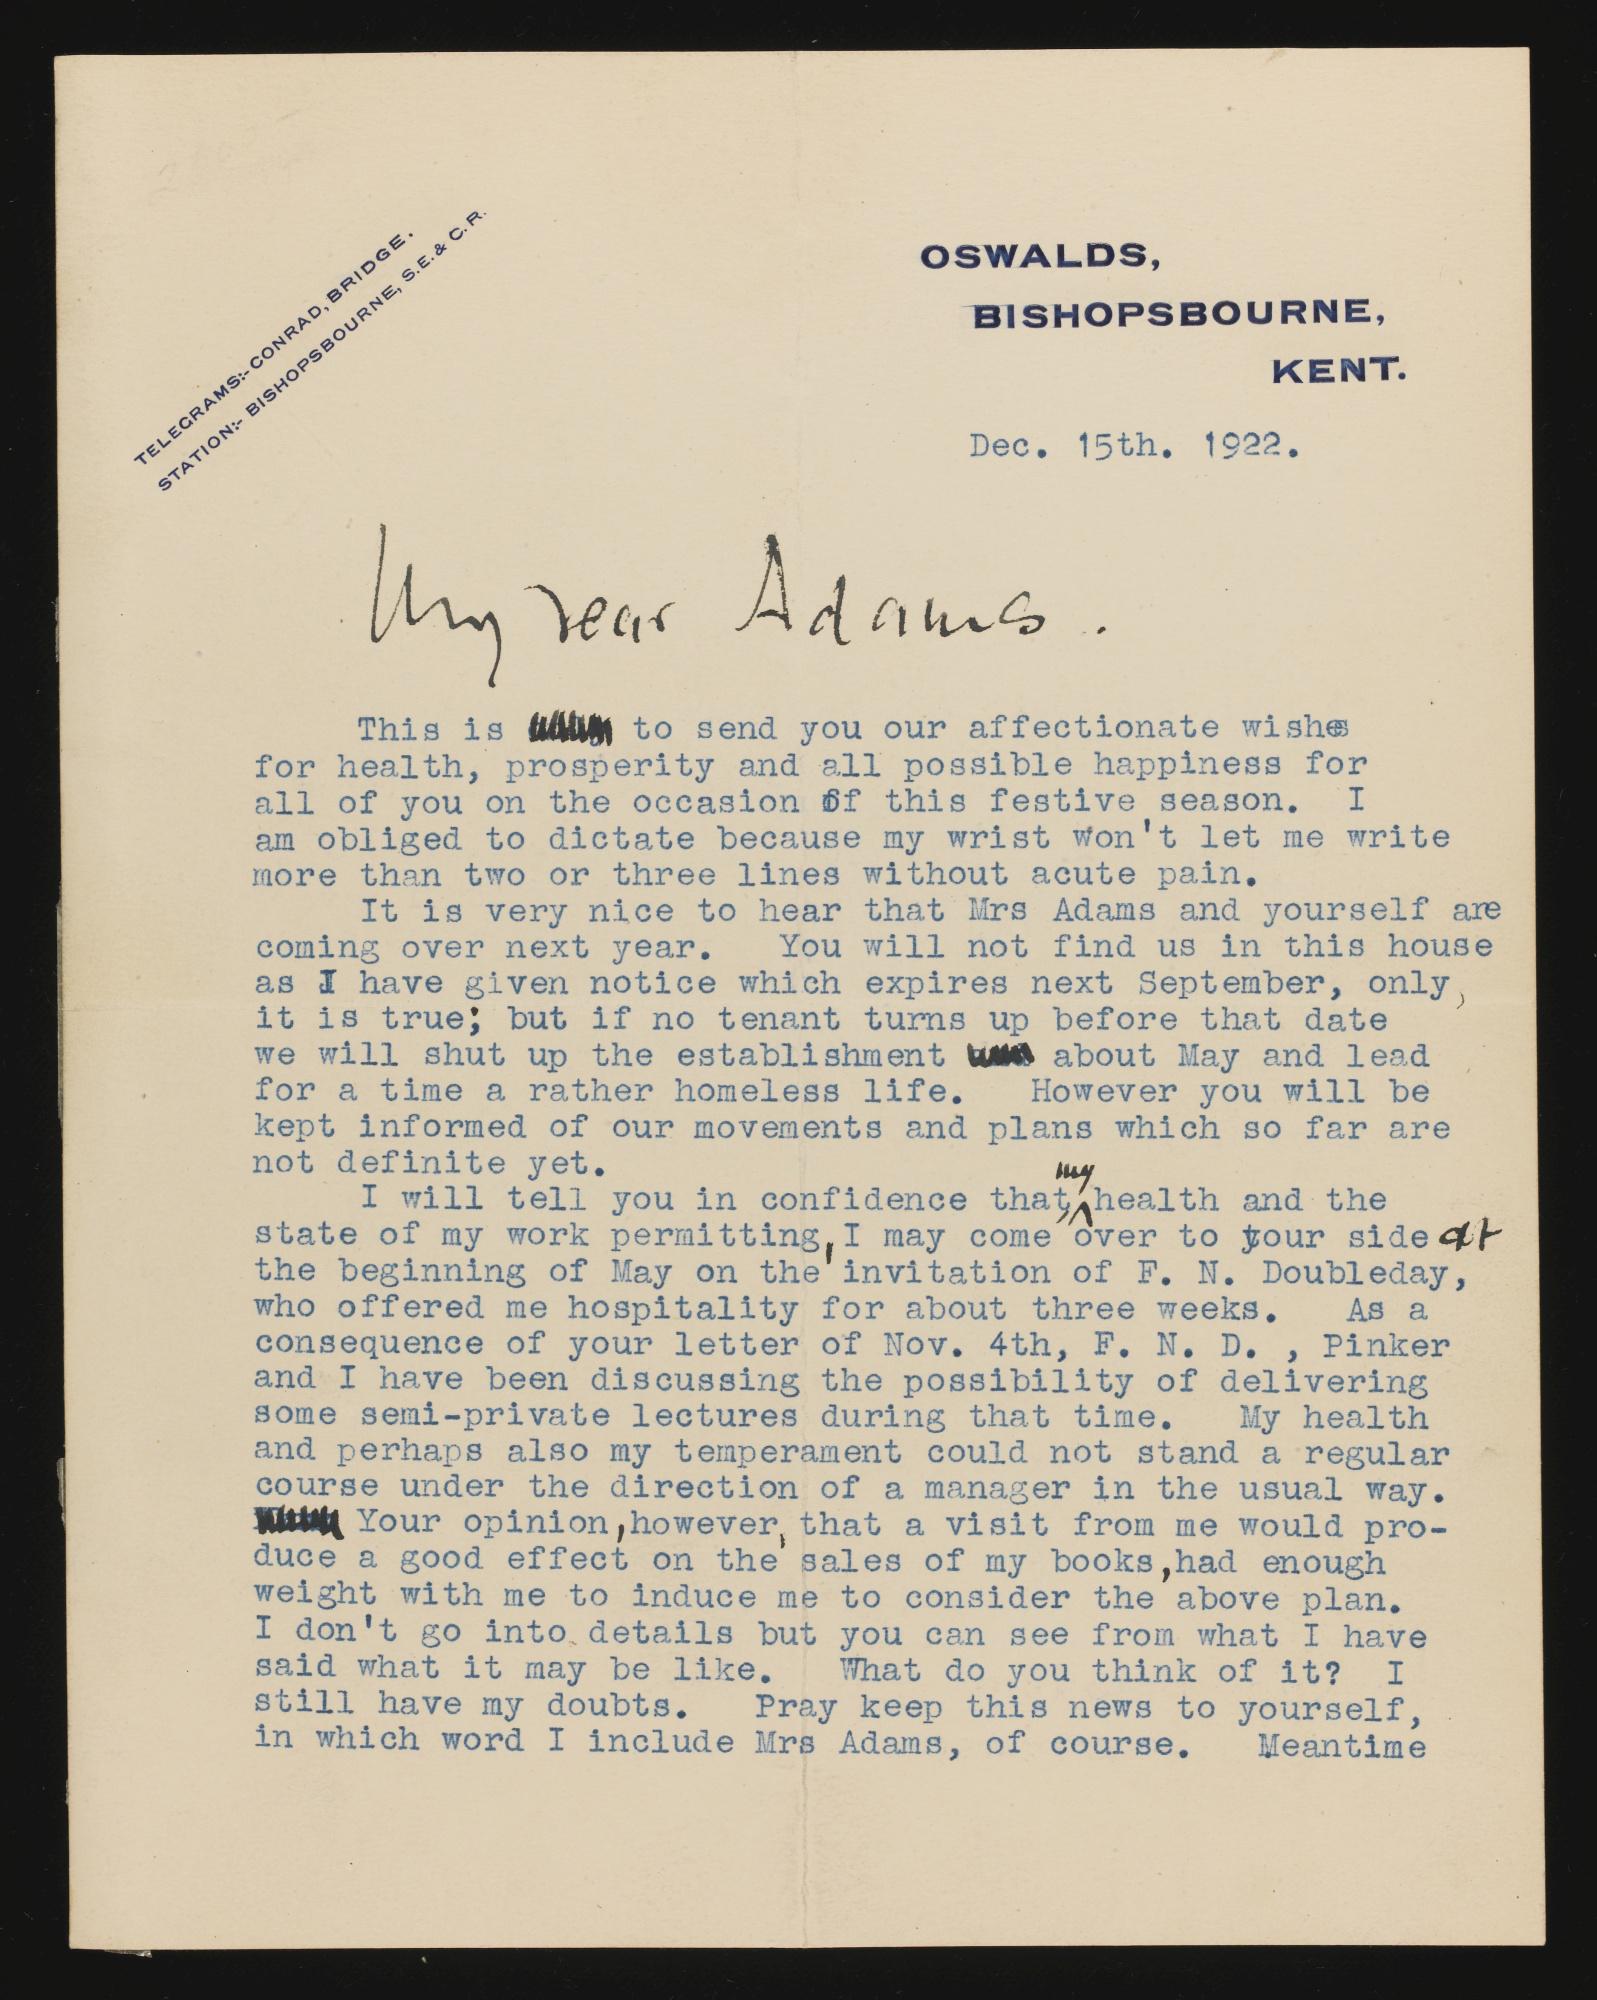 TELEGRAMS:- CONRAD, BRIDGE.
STATION:- BISHOPSBOURNE, S.E. & C. R.
OSWALDS,
BISHOPSBOURNE,
KENT.
Dec. 15th. 1922.
My dear Adams.
This is to send you our affectionate wishes
for health, prosperity and all possible happiness for
all of you on the occasion of this festive season. I
am obliged to dictate because my wrist won't let me write
more than two or three lines without acute pain.
It is very nice to hear that Mrs Adams and yourself are
coming over next year. You will not find us in this house
as I have given notice which expires next September, only,
it is true; but if no tenant turns up before that date
we will shut up the establishment about May and lead
for a time a rather homeless life. However you will be
kept informed of our movements and plans which so far are
not definite yet.
I will tell you in confidence that, my health and the
state of my work permitting, I may come over to your side at
the beginning of May on the invitation of F. N. Doubleday,
who offered me hospitality for about three weeks. As a
consequence of your letter of Nov. 4th, F. N. D. , Pinker
and I have been discussing the possibility of delivering
some semi-private lectures during that time. My health
and perhaps also my temperament could not stand a regular
course under the direction of a manager in the usual way.
Your opinion, however, that a visit from me would pro-
duce a good effect on the sales of my books, had enough
weight with me to induce me to consider the above plan.
I don't go into details but you can see from what I have
said what it may be like. What do you think of it? I
still have my doubts. Pray keep this news to yourself,
in which word I include Mrs Adams, of course. Meantime